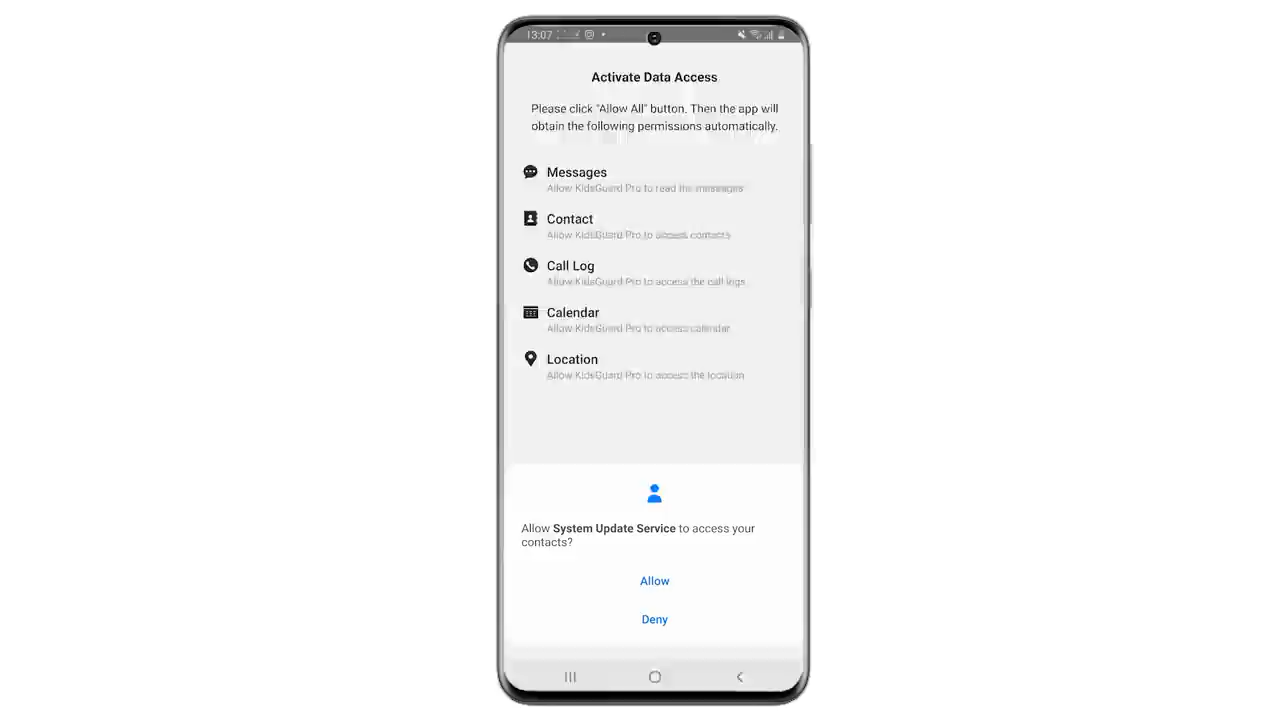 13:07
Activate Data Access
Please click "Allow All" button. Then the app will
obtain the following permissions automatically.
Messages
Allow KidsGuard Pro to read the messages
Contact
Allow KidsGuard Pro to access contacts
Call Log
Allow KidsGuard Pro to access the call logs
Calendar
Allow KidsGuard Pro to access calendar
Location
Allow KidsGuard Pro to access the location
Allow System Update Service to access your
contacts?
Allow
Deny